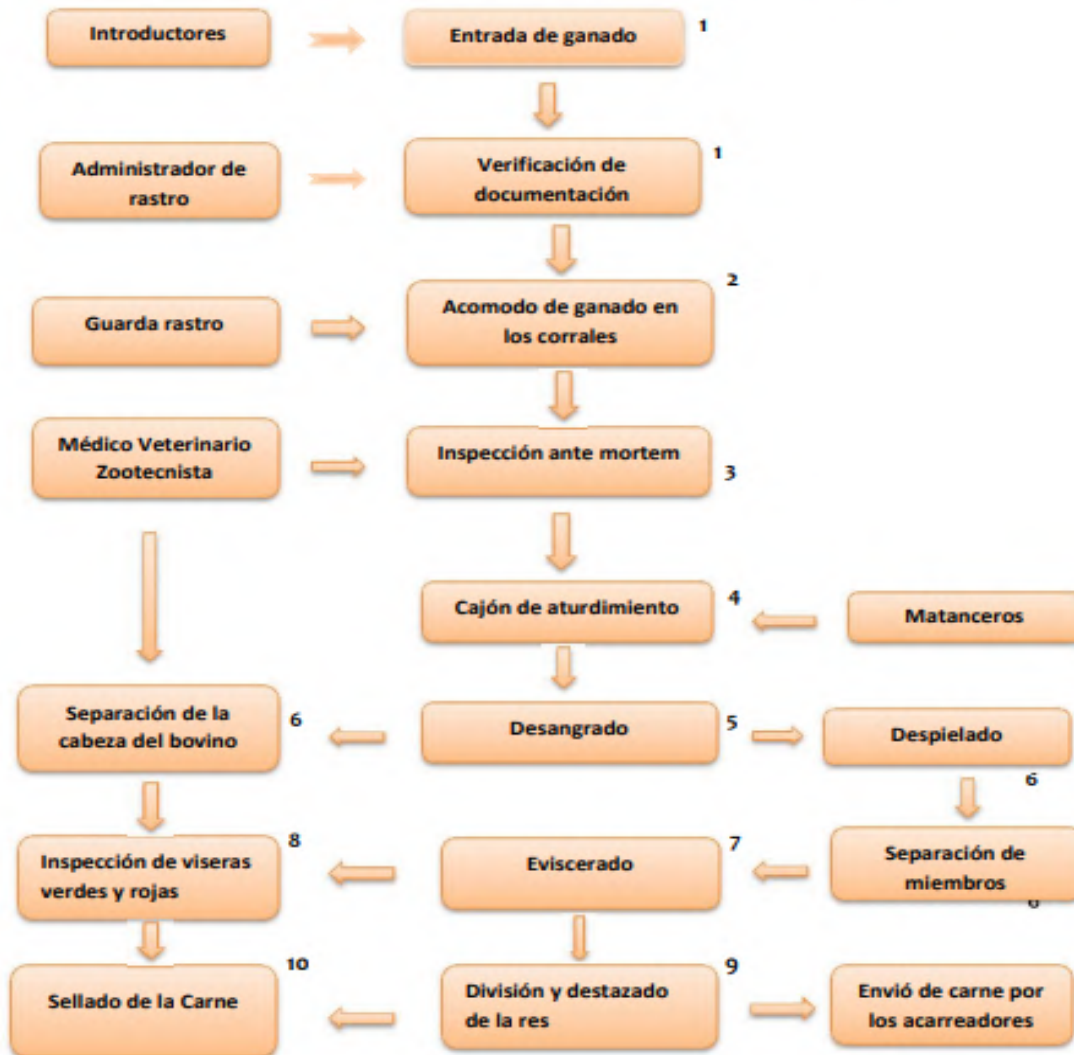 Introductores
Entrada de ganado
1
Administrador de
rastro
Verificación de
documentación
1
Guarda rastro
Acomodo de ganado en
los corrales
2
Médico Veterinario
Zootecnista
Inspección ante mortem
3
Cajón de aturdimiento
4
Matanceros
Separación de la
cabeza del bovino
6
Desangrado
5
Despielado
6
Inspección de viseras
verdes y rojas
8
Eviscerado
7
Separación de
miembros
Sellado de la Carne
10
División y destazado
de la res
9
Envió de carne por
los acarreadores